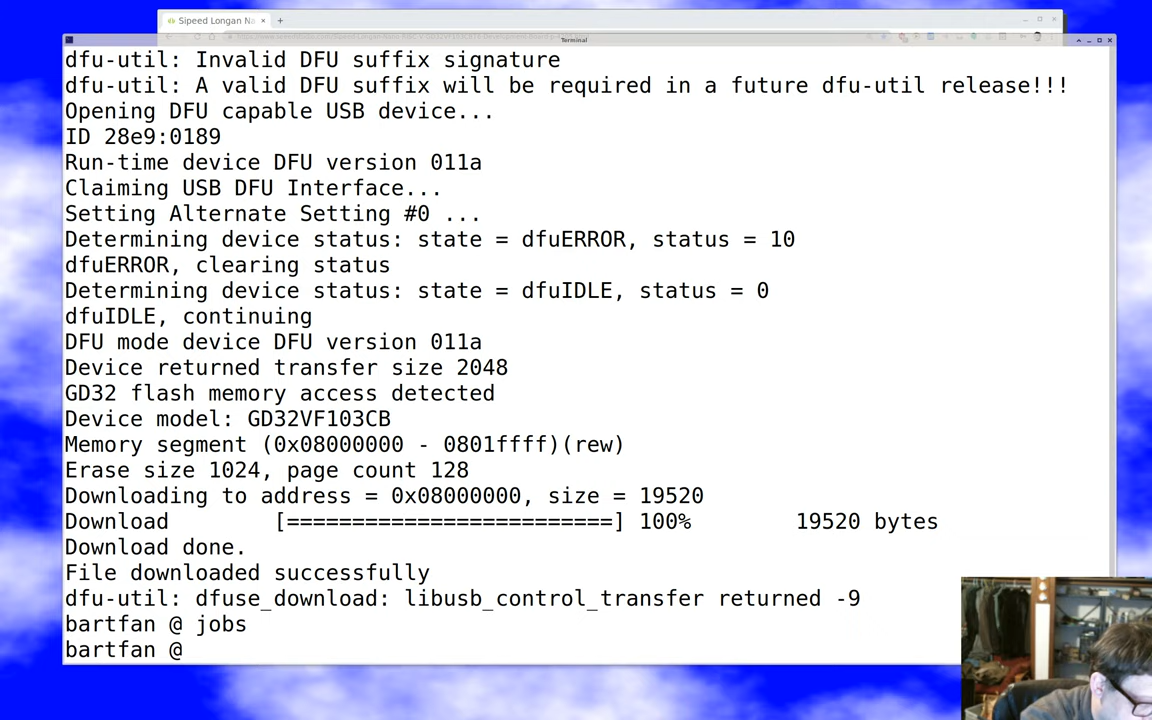 Sipeed Longan Na
Terminal
dfu-util: Invalid DFU suffix signature
dfu-util: A valid DFU suffix will be required in a future dfu-util release!!!
Opening DFU capable USB device...
ID 28e9:0189
Run-time device DFU version 011a
Claiming USB DFU Interface...
Setting Alternate Setting #0 ...
Determining device status: state = dfuERROR, status = 10
dfuERROR, clearing status
Determining device status: state = dfuIDLE, status = 0
dfuIDLE, continuing
DFU mode device DFU version 011a
Device returned transfer size 2048
GD32 flash memory access detected
Device model: GD32VF103CB
Memory segment (0x08000000 - 0801ffff)(rew)
Erase size 1024, page count 128
Downloading to address = 0x08000000, size = 19520
Download [=========================] 100% 19520 bytes
Download done.
File downloaded successfully
dfu-util: dfuse_download: libusb_control_transfer returned -9
bartfan @ jobs
bartfan @